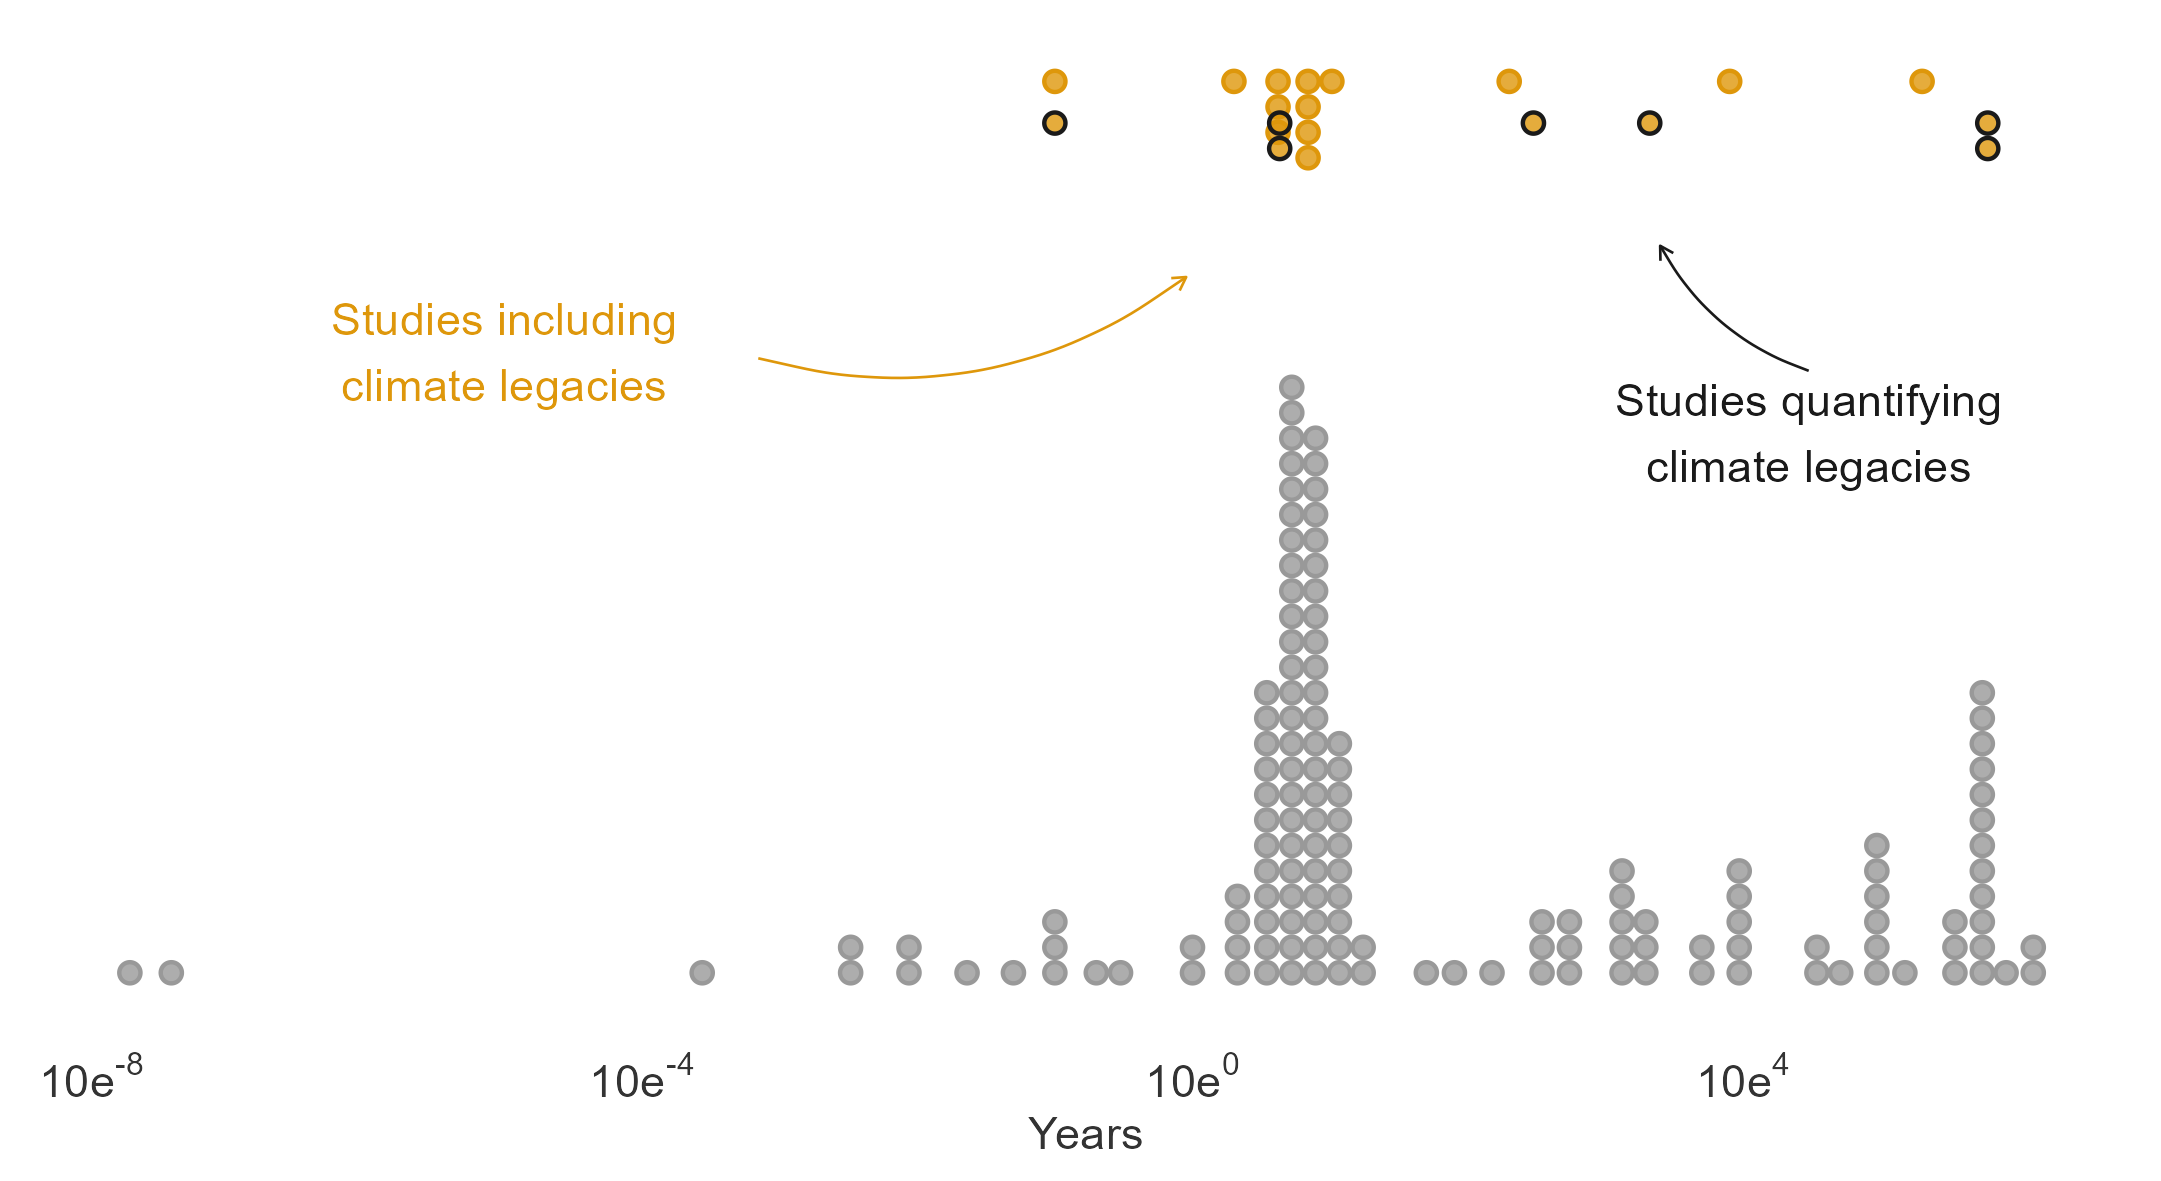 Studies including
climate legacies
Studies quantifying
climate legacies
10e⁻⁸ 10e⁻⁴ 10e⁰ 10e⁴
Years